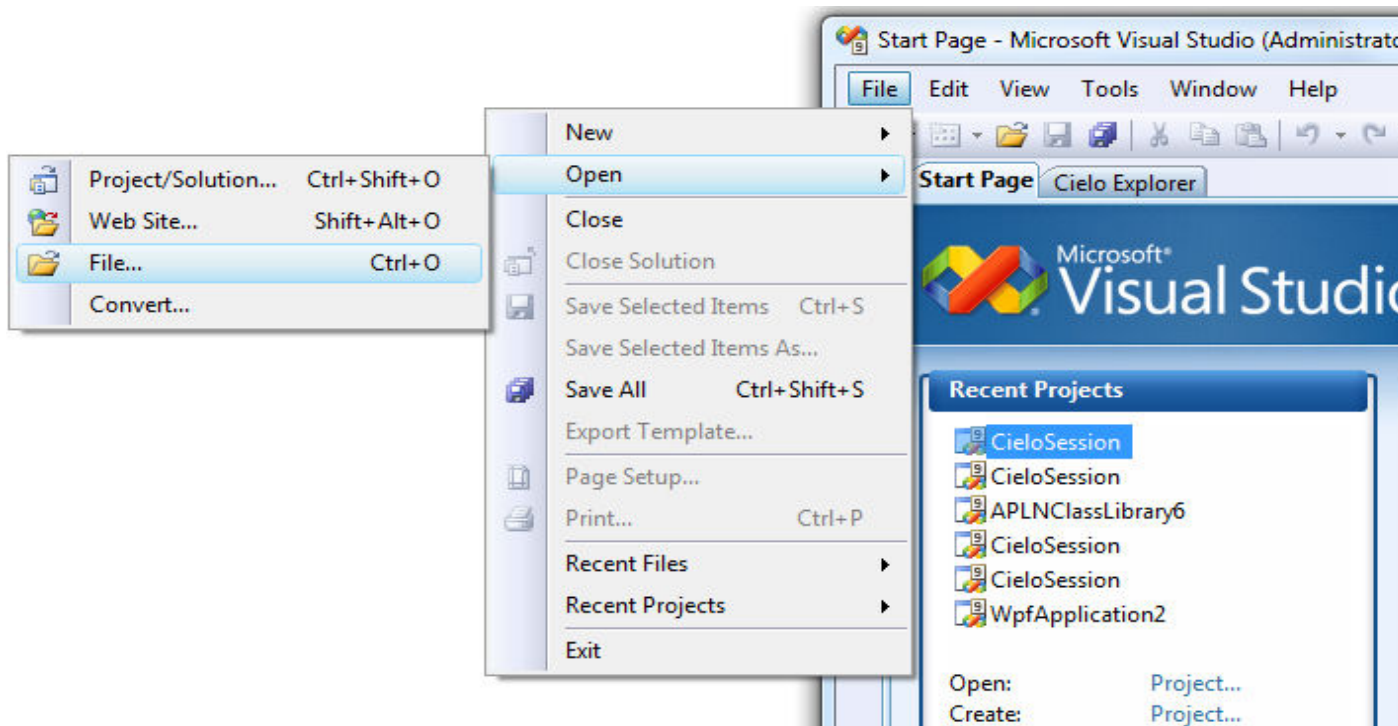 Start Page - Microsoft Visual Studio (Administrato
File Edit View Tools Window Help
Start Page Cielo Explorer
New
Open
Close
Close Solution
Save Selected Items Ctrl+S
Save Selected Items As...
Save All Ctrl+Shift+S
Export Template...
Page Setup...
Print... Ctrl+P
Recent Files
Recent Projects
Exit
Project/Solution... Ctrl+Shift+O
Web Site... Shift+Alt+O
File... Ctrl+O
Convert...
Microsoft®
Visual Studio
Recent Projects
CieloSession
CieloSession
APLNClassLibrary6
CieloSession
CieloSession
WpfApplication2
Open: Project...
Create: Project...